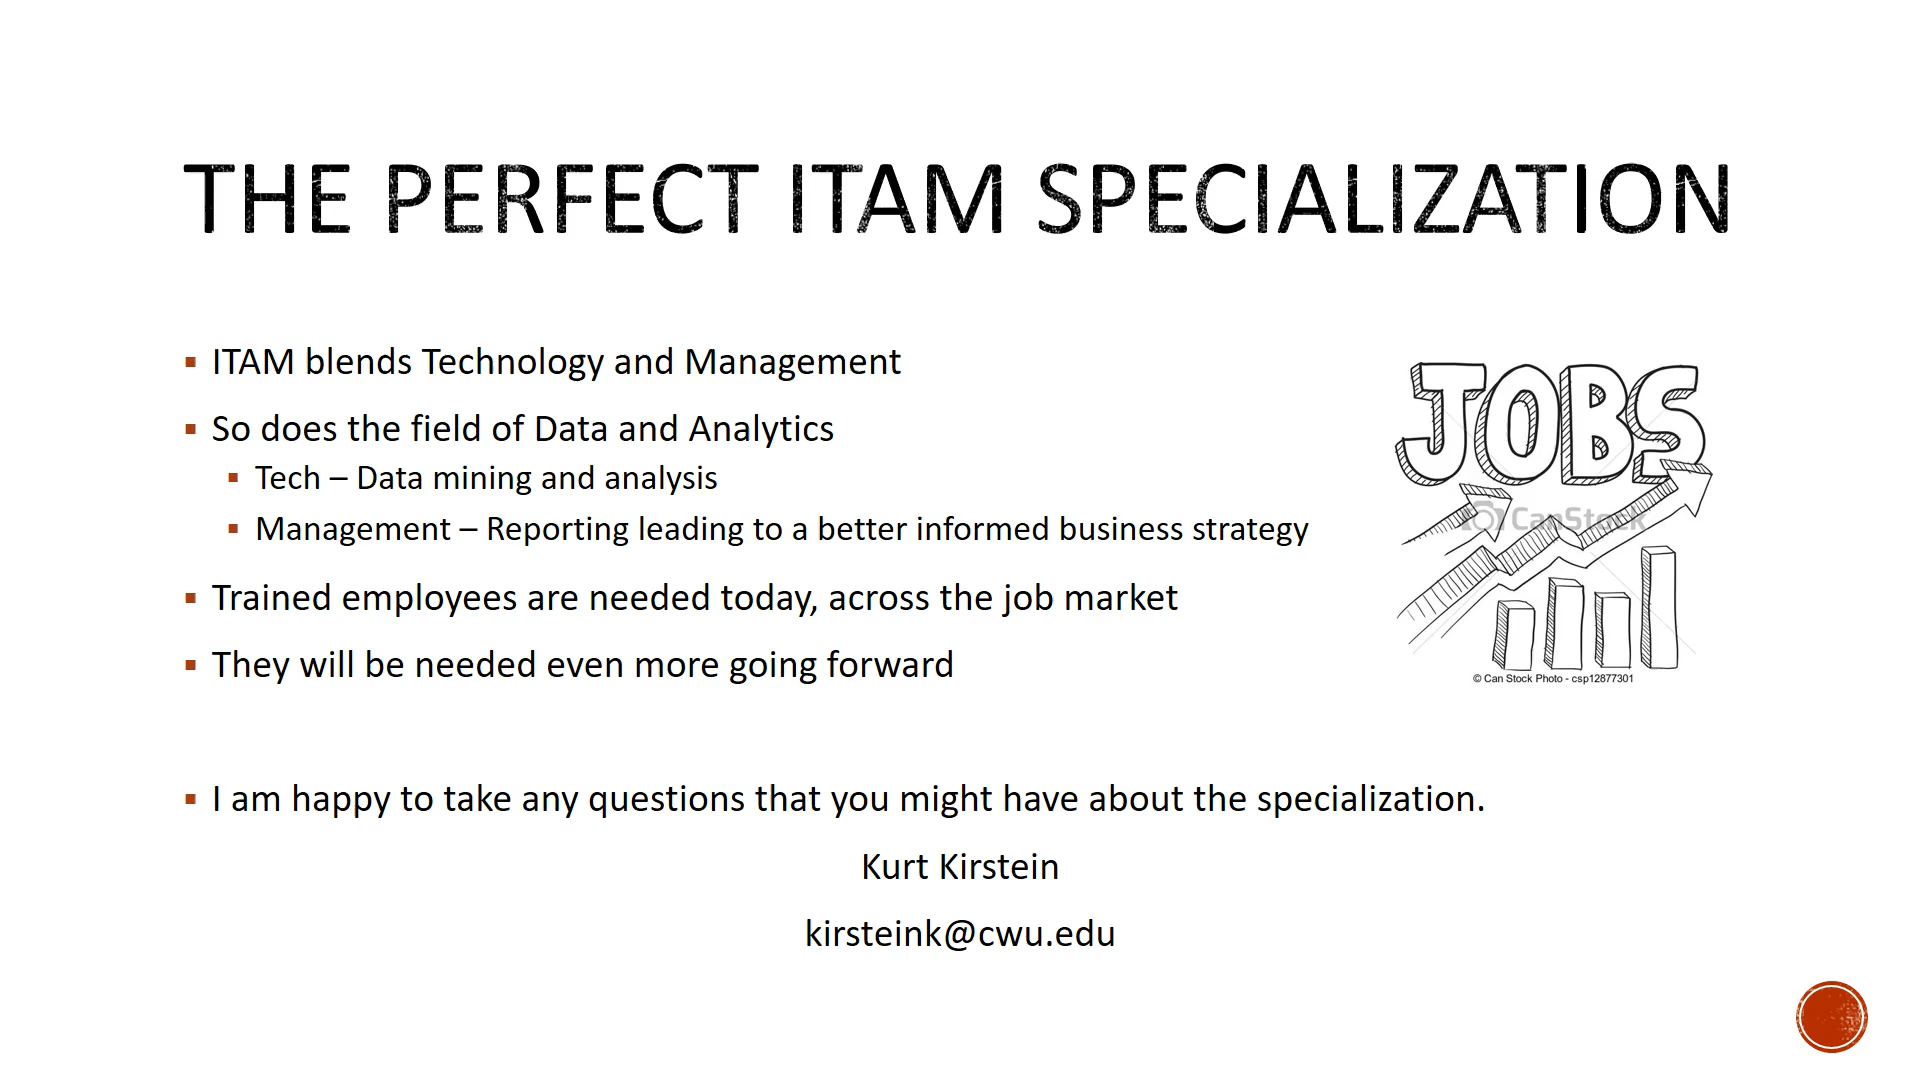 THE PERFECT ITAM SPECIALIZATION
▪ ITAM blends Technology and Management
▪ So does the field of Data and Analytics
▪ Tech – Data mining and analysis
▪ Management – Reporting leading to a better informed business strategy
▪ Trained employees are needed today, across the job market
▪ They will be needed even more going forward
JOBS
CanStock
© Can Stock Photo - csp12877301
▪ I am happy to take any questions that you might have about the specialization.
Kurt Kirstein
kirsteink@cwu.edu